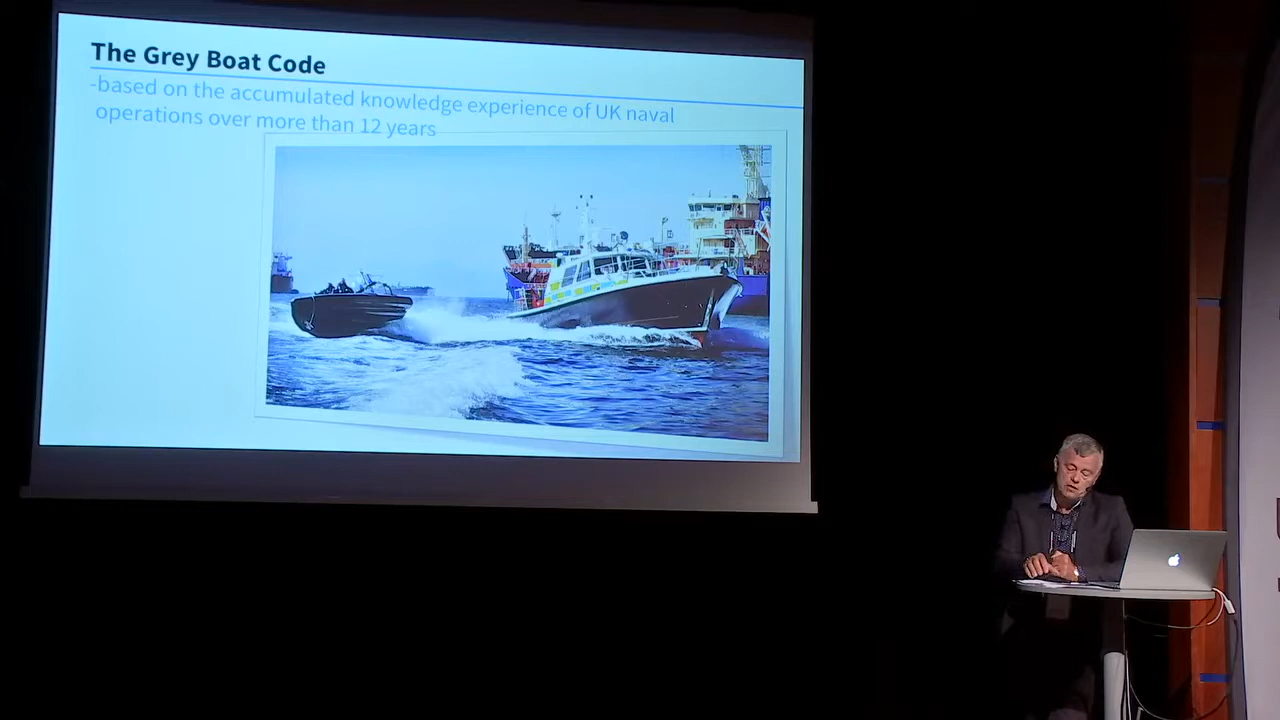 The Grey Boat Code
-based on the accumulated knowledge experience of UK naval
operations over more than 12 years